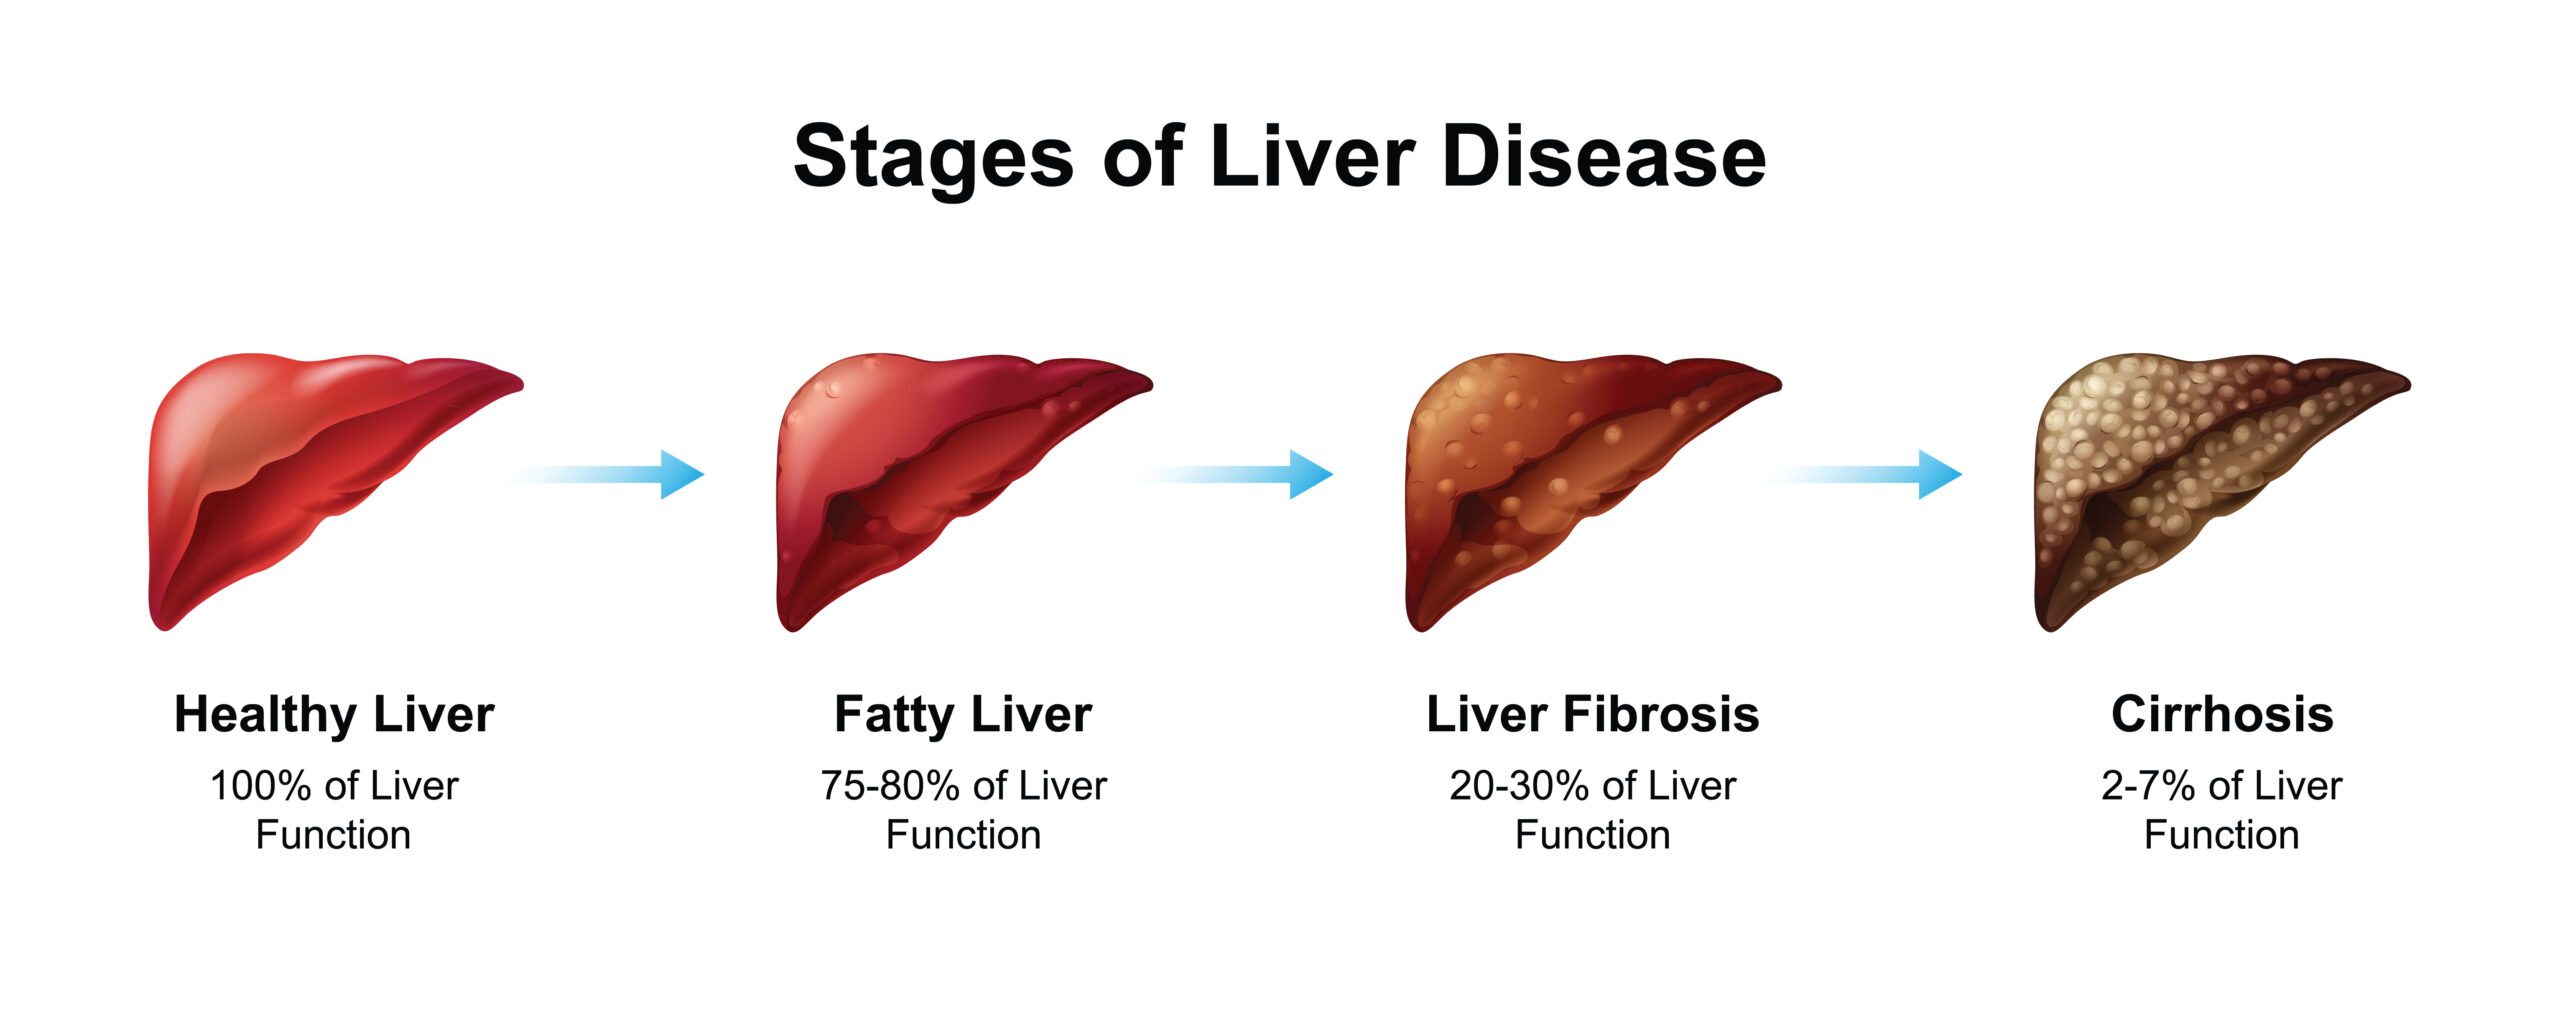 Stages of Liver Disease
Healthy Liver
100% of Liver
Function
Fatty Liver
75-80% of Liver
Function
Liver Fibrosis
20-30% of Liver
Function
Cirrhosis
2-7% of Liver
Function